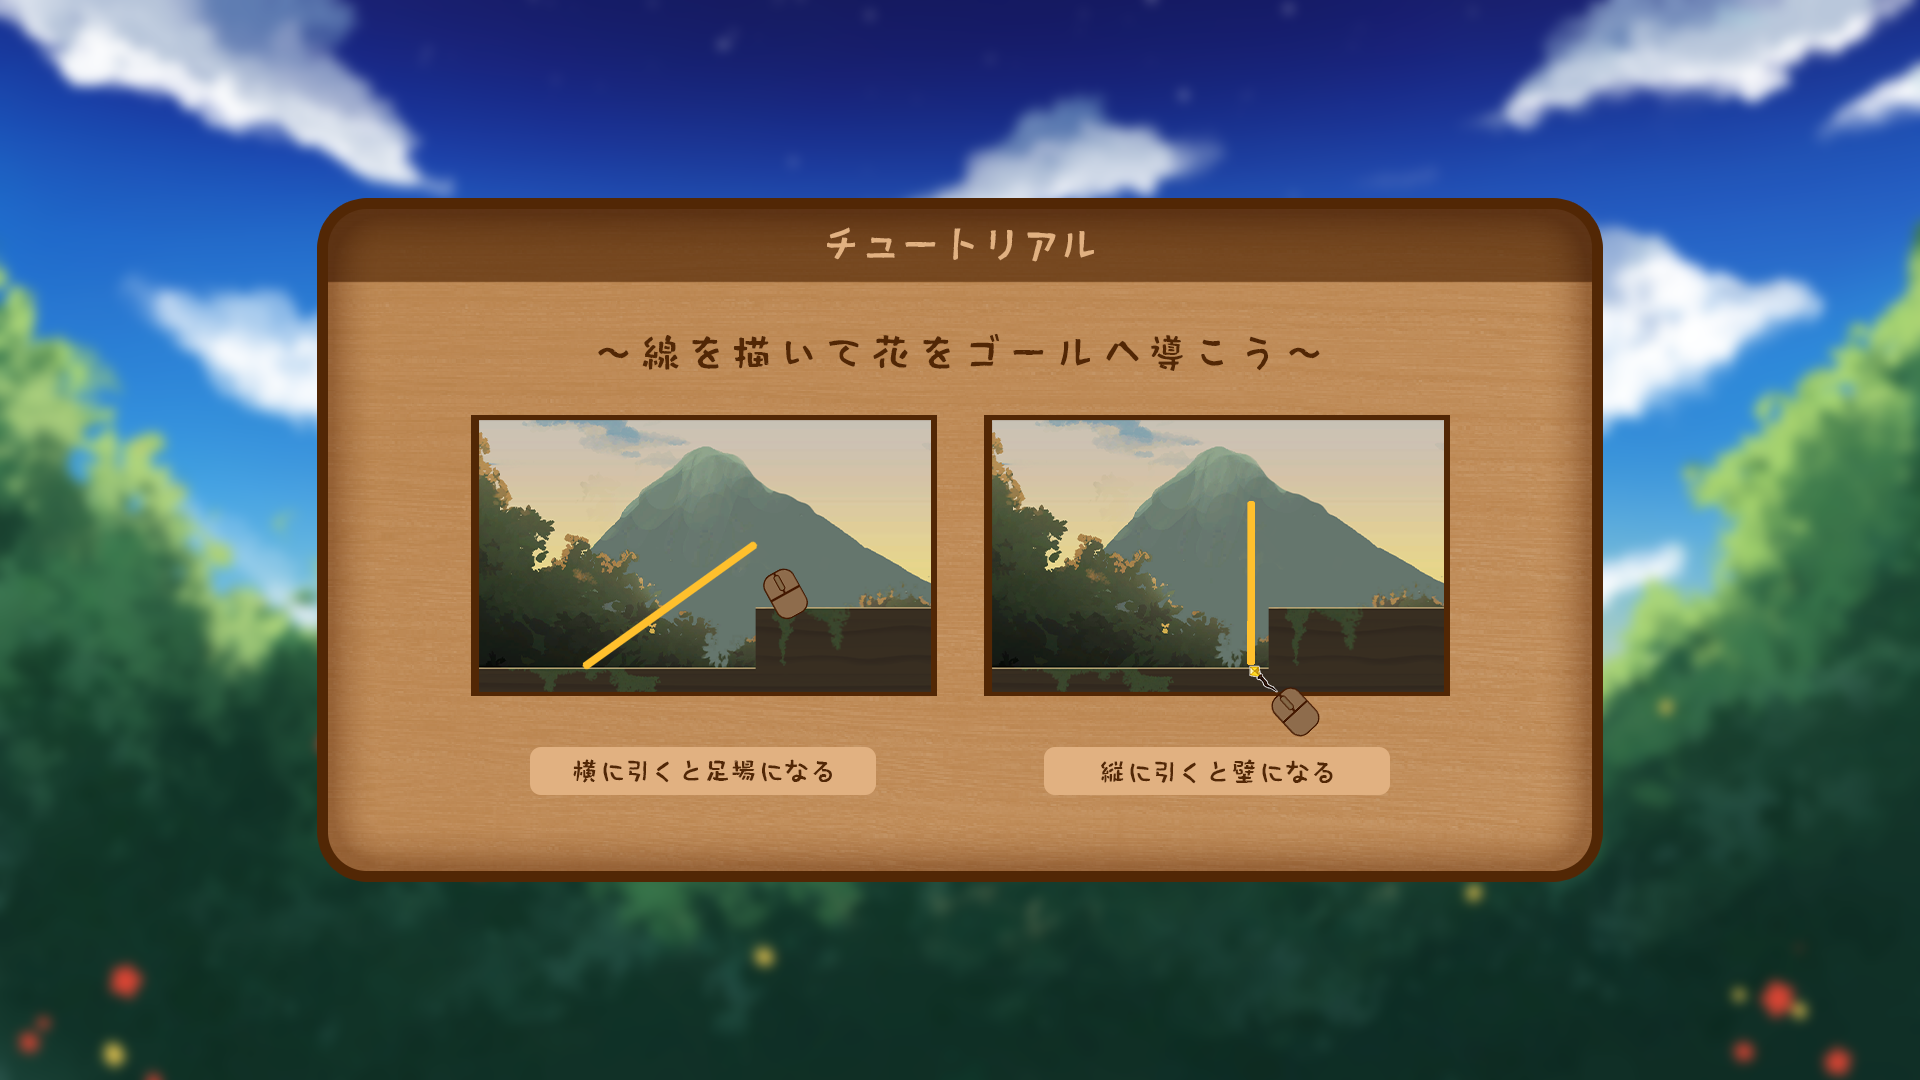 チュートリアル
～線を描いて花をゴールへ導こう～
横に引くと足場になる
縦に引くと壁になる